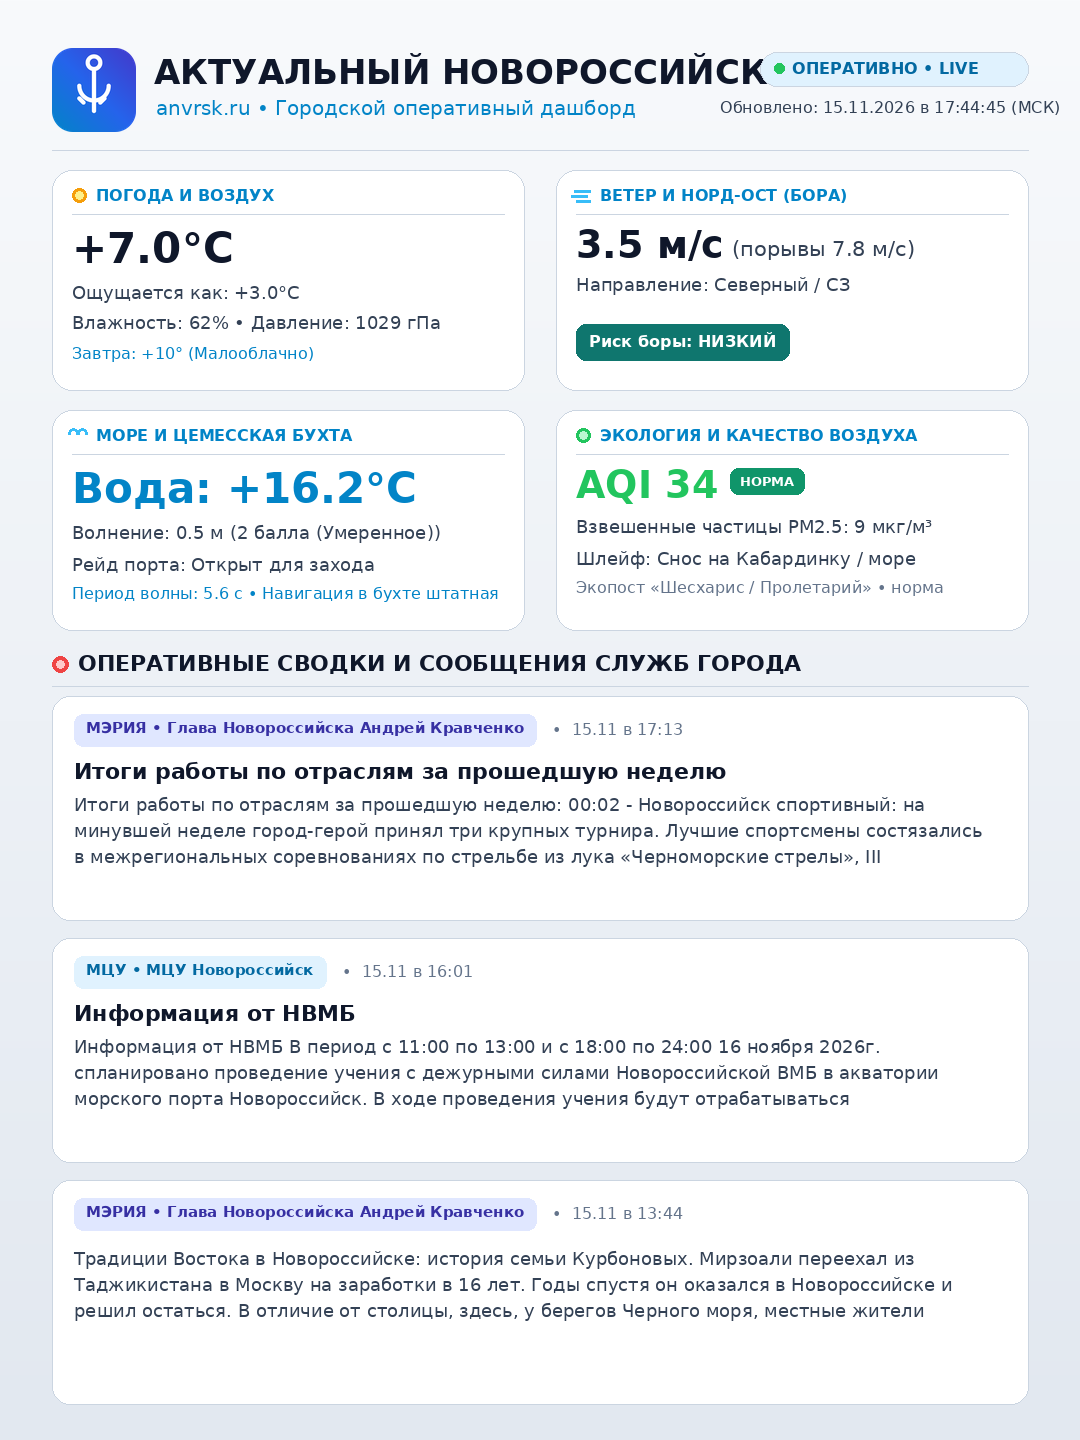 АКТУАЛЬНЫЙ НОВОРОССИЙСК
ОПЕРАТИВНО • LIVE
anvrsk.ru • Городской оперативный дашборд
Обновлено: 15.11.2026 в 17:44:45 (МСК)
ПОГОДА И ВОЗДУХ
+7.0°C
Ощущается как: +3.0°C
Влажность: 62% • Давление: 1029 гПа
Завтра: +10° (Малооблачно)
ВЕТЕР И НОРД-ОСТ (БОРА)
3.5 м/с (порывы 7.8 м/с)
Направление: Северный / СЗ
Риск боры: НИЗКИЙ
МОРЕ И ЦЕМЕССКАЯ БУХТА
Вода: +16.2°C
Волнение: 0.5 м (2 балла (Умеренное))
Рейд порта: Открыт для захода
Период волны: 5.6 с • Навигация в бухте штатная
ЭКОЛОГИЯ И КАЧЕСТВО ВОЗДУХА
AQI 34 НОРМА
Взвешенные частицы PM2.5: 9 мкг/м³
Шлейф: Снос на Кабардинку / море
Экопост «Шесхарис / Пролетарий» • норма
ОПЕРАТИВНЫЕ СВОДКИ И СООБЩЕНИЯ СЛУЖБ ГОРОДА
МЭРИЯ • Глава Новороссийска Андрей Кравченко • 15.11 в 17:13
Итоги работы по отраслям за прошедшую неделю
Итоги работы по отраслям за прошедшую неделю: 00:02 - Новороссийск спортивный: на
минувшей неделе город-герой принял три крупных турнира. Лучшие спортсмены состязались
в межрегиональных соревнованиях по стрельбе из лука «Черноморские стрелы», III
МЦУ • МЦУ Новороссийск • 15.11 в 16:01
Информация от НВМБ
Информация от НВМБ В период с 11:00 по 13:00 и с 18:00 по 24:00 16 ноября 2026г.
спланировано проведение учения с дежурными силами Новороссийской ВМБ в акватории
морского порта Новороссийск. В ходе проведения учения будут отрабатываться
МЭРИЯ • Глава Новороссийска Андрей Кравченко • 15.11 в 13:44
Традиции Востока в Новороссийске: история семьи Курбоновых. Мирзоали переехал из
Таджикистана в Москву на заработки в 16 лет. Годы спустя он оказался в Новороссийске и
решил остаться. В отличие от столицы, здесь, у берегов Черного моря, местные жители